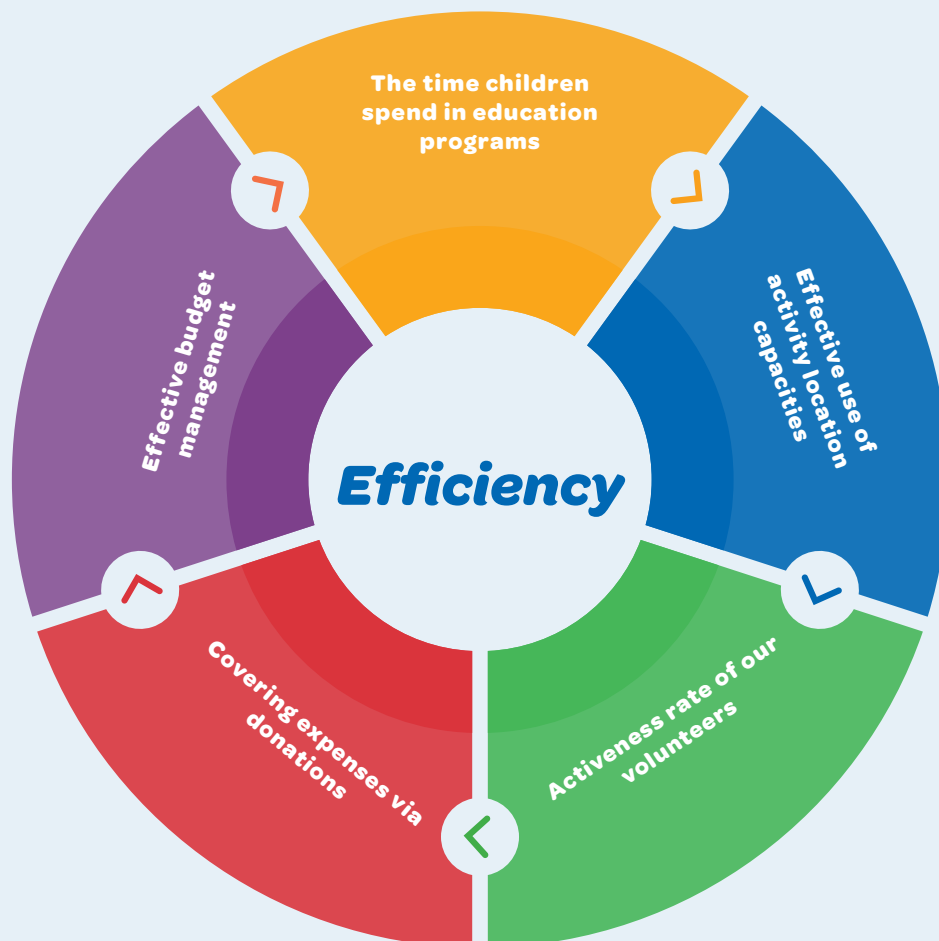 The time children
spend in education
programs
Effective use of
activity location
capacities
Activeness rate of our
volunteers
Covering expenses via
donations
Effective budget
management
Efficiency